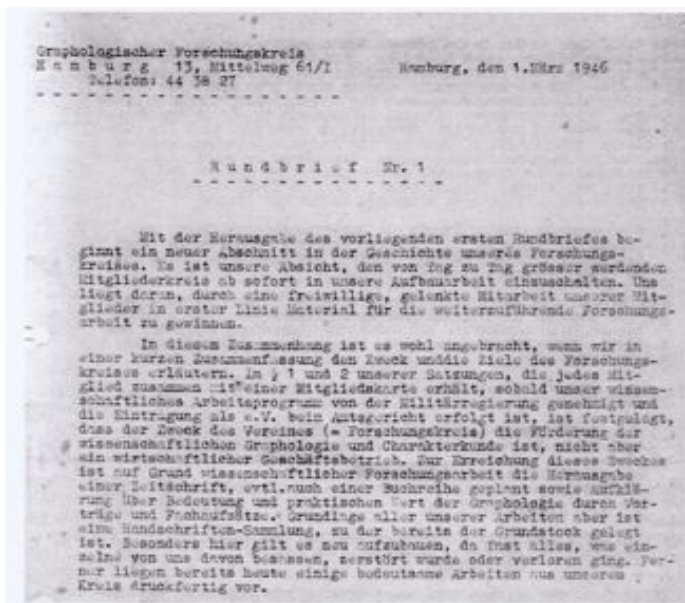 Graphologischer Forschungskreis
Hamburg 13, Mittelweg 61/I
Hamburg, den 1.März 1946
Telefon: 44 38 27
Rundbrief Nr. 1
Mit der Herausgabe des vorliegenden ersten Rundbriefes be-
ginnt ein neuer Abschnitt in der Geschichte unseres Forschungs-
kreises. Es ist unsere Absicht, den von Tag zu Tag grösser werdenden
Mitgliederkreis ab sofort in unsere Aufbauarbeit einzuschalten. Uns
liegt daran, durch eine freiwillige, gelenkte Mitarbeit unserer Mit-
glieder in erster Linie Material für die weiterzuführende Forschungs-
arbeit zu gewinnen.
In diesem Zusammenhang ist es wohl angebracht, wenn wir in
einer kurzen Zusammenfassung den Zweck unddie Ziele des Forschungs-
kreises erläutern. In § 1 und 2 unserer Satzungen, die jedes Mit-
glied zusammen mit einer Mitgliedskarte erhält, sobald unser wissen-
schaftliches Arbeitsprogramm von der Militärregierung genehmigt und
die Eintragung als e.V. beim Amtsgericht erfolgt ist, ist festgelegt,
dass der Zweck des Vereines (= Forschungskreis) die Förderung der
wissenschaftlichen Graphologie und Charakterkunde ist, nicht aber
ein wirtschaftlicher Geschäftsbetrieb. Zur Erreichung dieses Zweckes
ist auf Grund wissenschaftlicher Forschungsarbeit die Herausgabe
einer Zeitschrift, evtl.auch einer Buchreihe geplant sowie Aufklä-
rung über Bedeutung und praktischen Wert der Graphologie durch Vor-
träge und Fachaufsätze. Grundlage aller unserer Arbeiten aber ist
eine Handschriften-Sammlung, zu der bereits der Grundstock gelegt
ist. Besonders hier gilt es neu aufzubauen, da fast alles, was ein-
zelne von uns davon besassen, zerstört wurde oder verloren ging. Fer-
ner liegen bereits heute einige bedeutsame Arbeiten aus unserem
Kreis druckfertig vor.